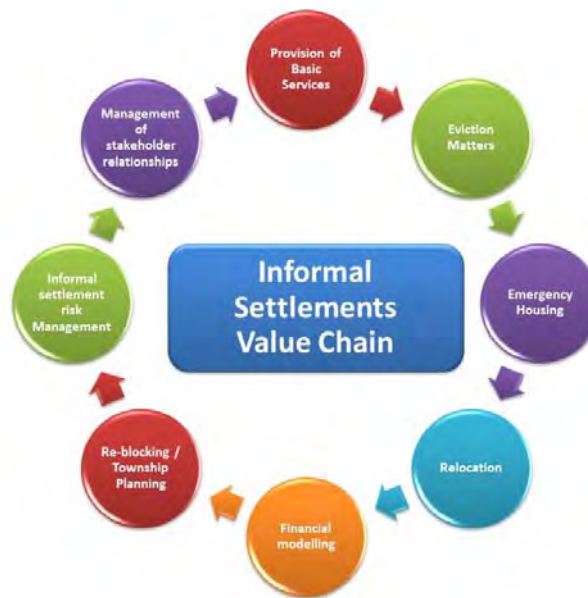 Provision of
Basic
Services
Eviction
Matters
Emergency
Housing
Relocation
Financial
modelling
Re-blocking /
Township
Planning
Informal
settlement
risk
Management
Management
of
stakeholder
relationships
Informal
Settlements
Value Chain